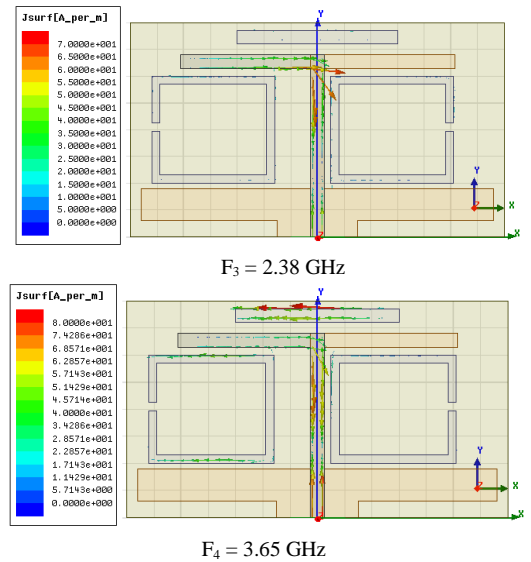 Jsurf[A_per_m]
7.0000e+001
6.5000e+001
6.0000e+001
5.5000e+001
5.0000e+001
4.5000e+001
4.0000e+001
3.5000e+001
3.0000e+001
2.5000e+001
2.0000e+001
1.5000e+001
1.0000e+001
5.0000e+000
0.0000e+000
Y
Y
X
Z
X
F3 = 2.38 GHz
Jsurf[A_per_m]
8.0000e+001
7.4286e+001
6.8571e+001
6.2857e+001
5.7143e+001
5.1429e+001
4.5714e+001
4.0000e+001
3.4286e+001
2.8571e+001
2.2857e+001
1.7143e+001
1.1429e+001
5.7143e+000
0.0000e+000
Y
Y
X
Z
X
F4 = 3.65 GHz